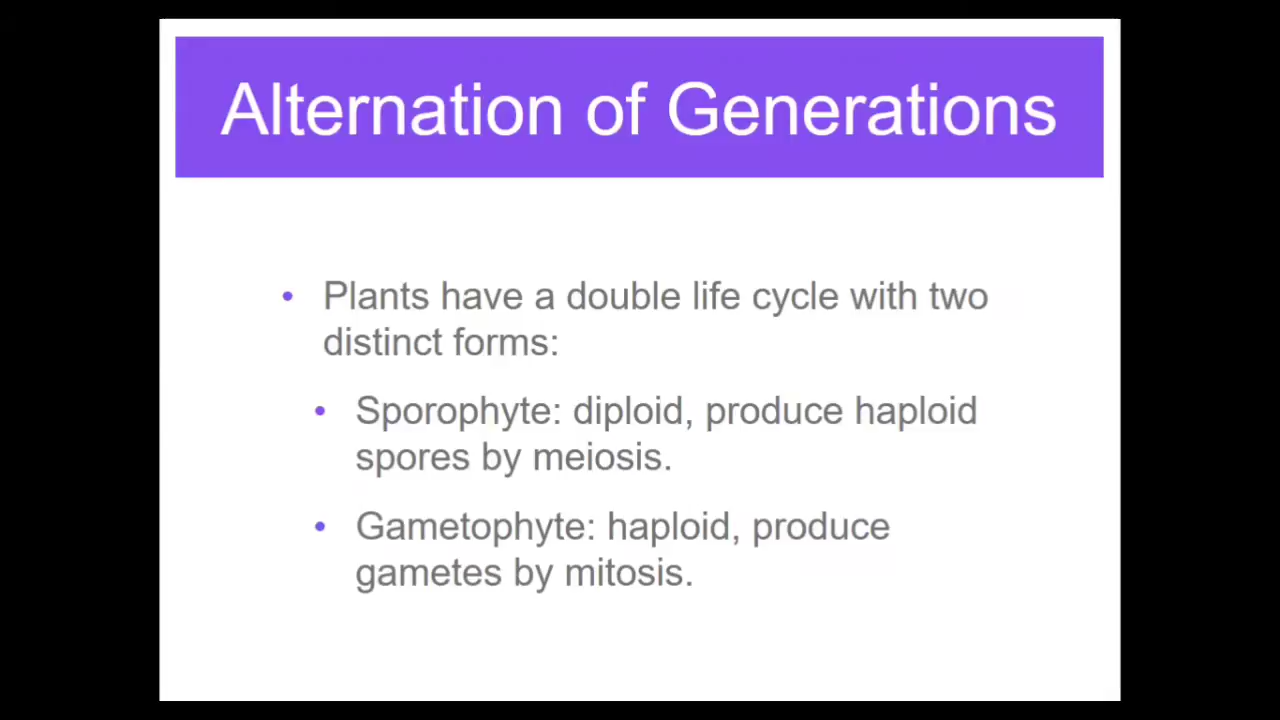 Alternation of Generations
• Plants have a double life cycle with two
distinct forms:
• Sporophyte: diploid, produce haploid
spores by meiosis.
• Gametophyte: haploid, produce
gametes by mitosis.